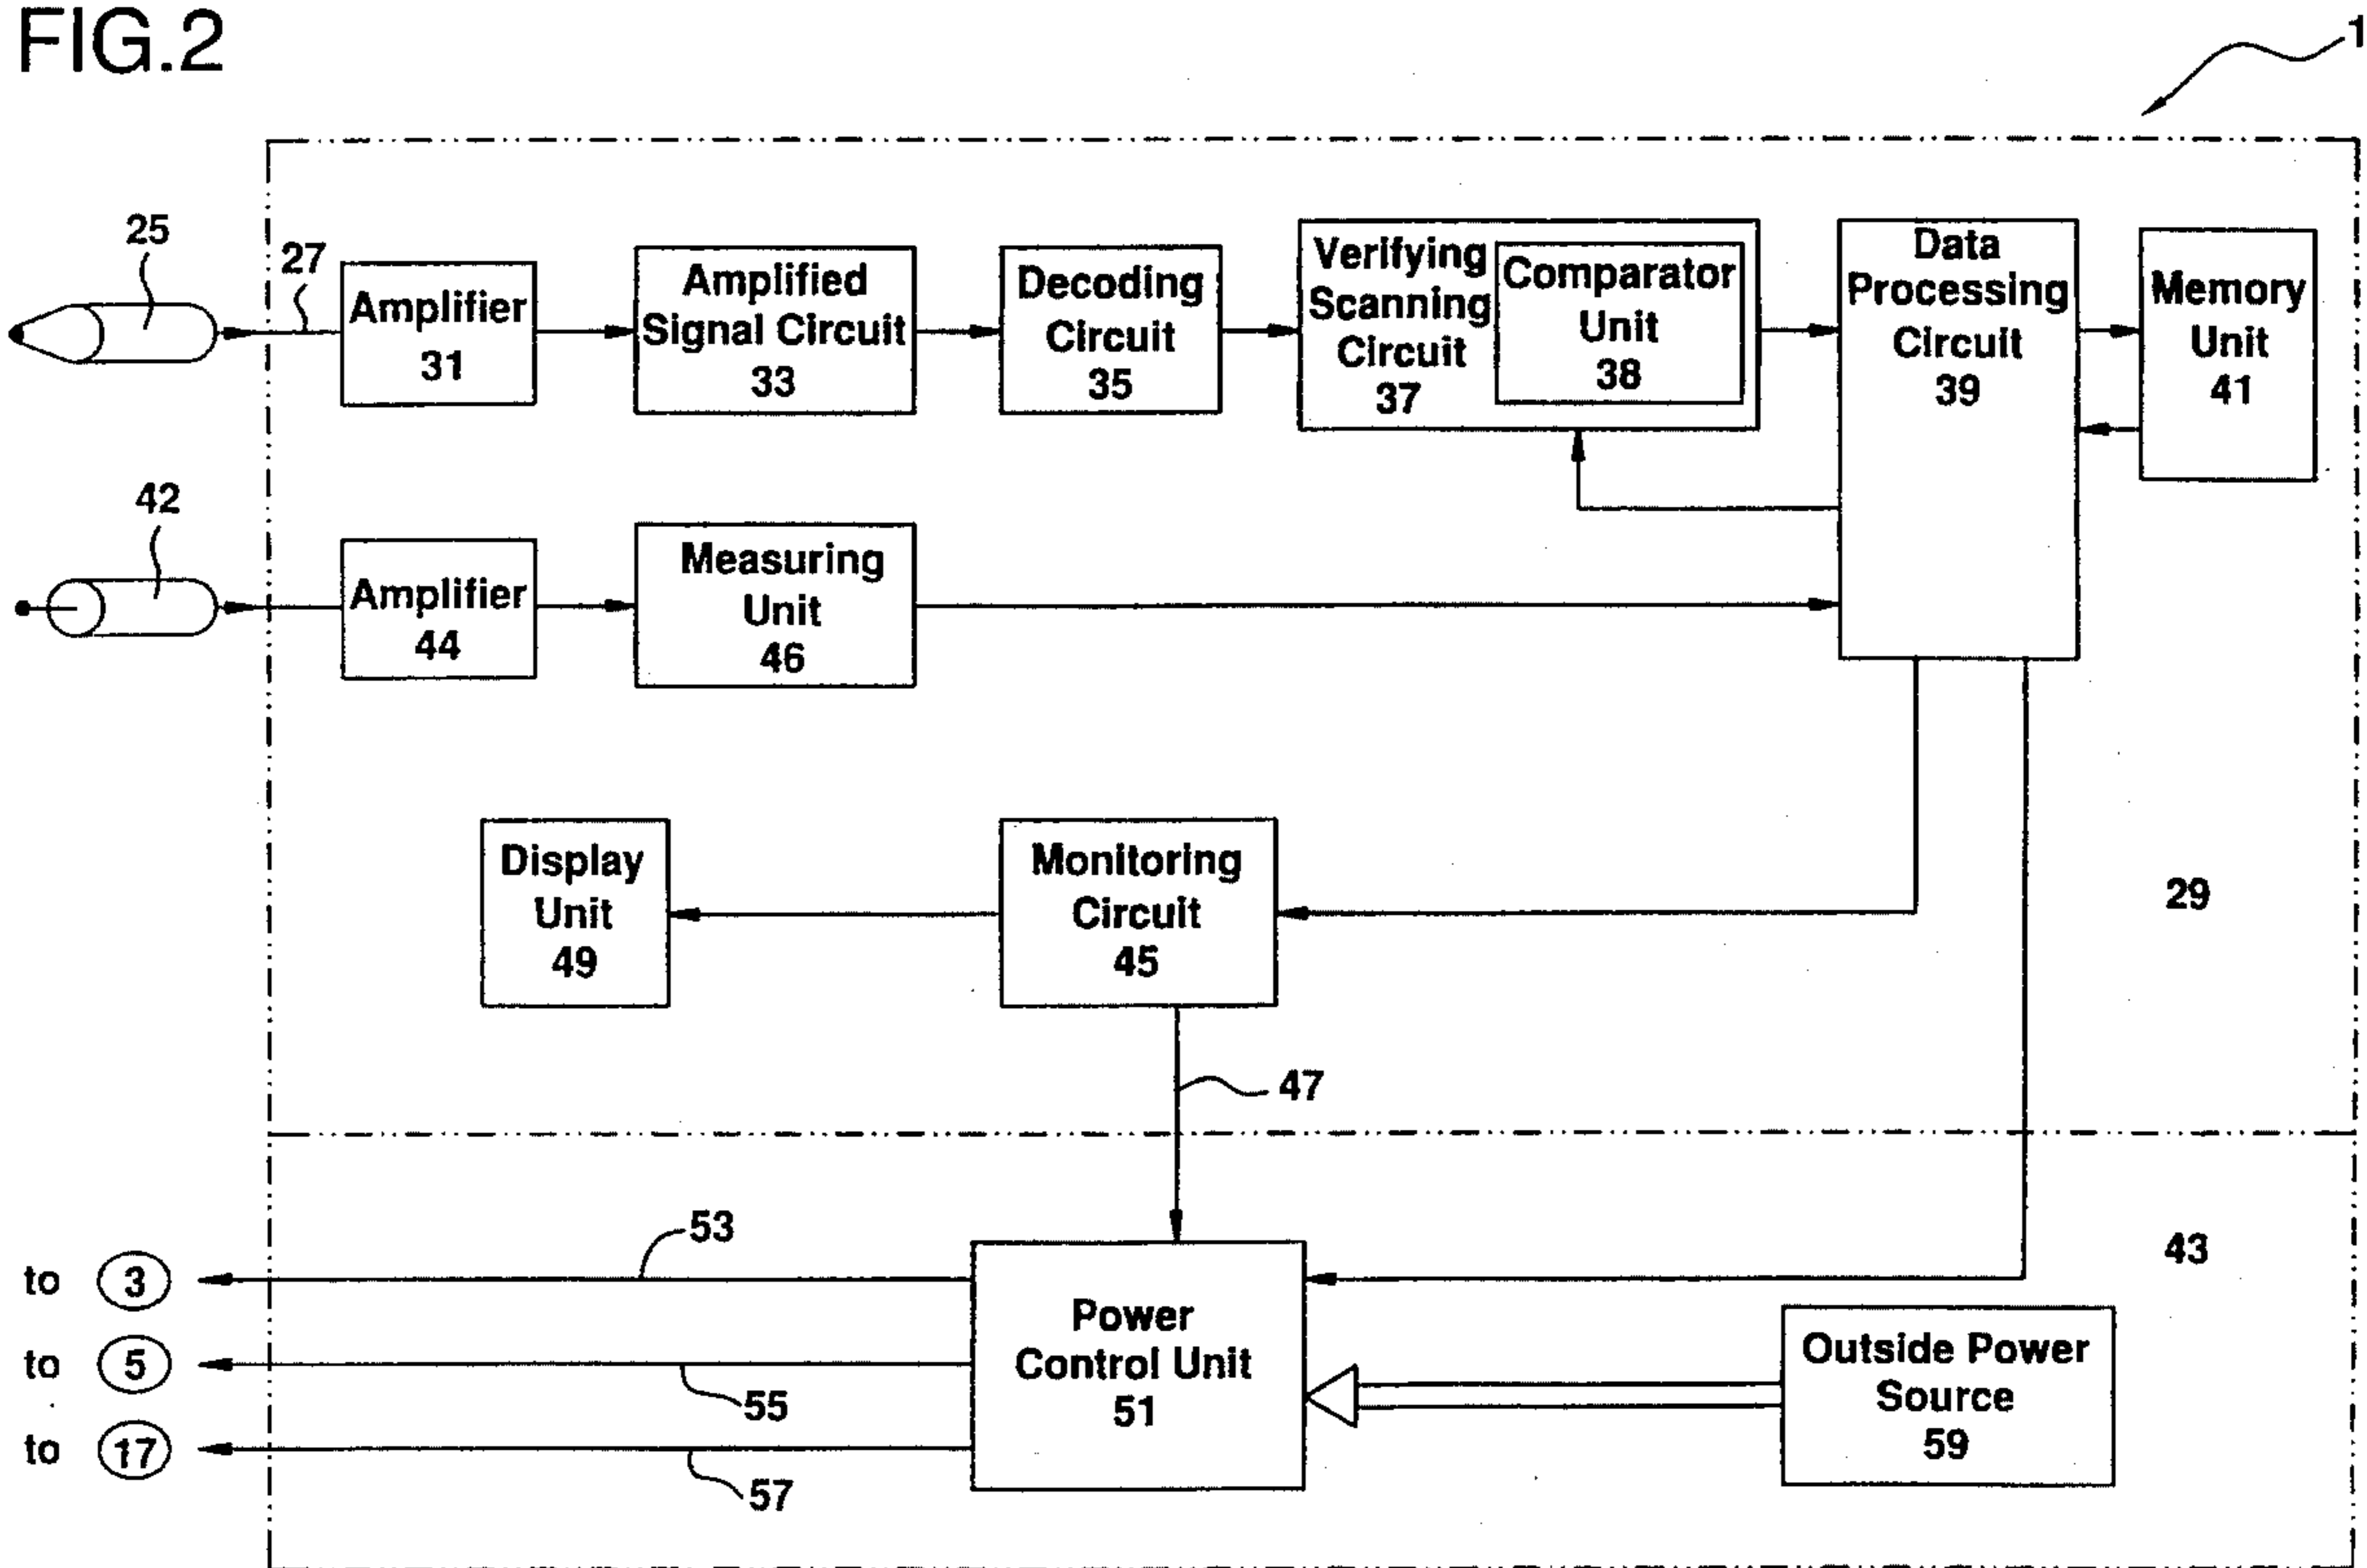 FIG.2
1
25
27
Amplifier
31
Amplified
Signal Circuit
33
Decoding
Circuit
35
Verifying
Scanning
Circuit
37
Comparator
Unit
38
Data
Processing
Circuit
39
Memory
Unit
41
42
Amplifier
44
Measuring
Unit
46
Display
Unit
49
Monitoring
Circuit
45
29
47
53
43
to 3
to 5
to 17
55
57
Power
Control Unit
51
Outside Power
Source
59